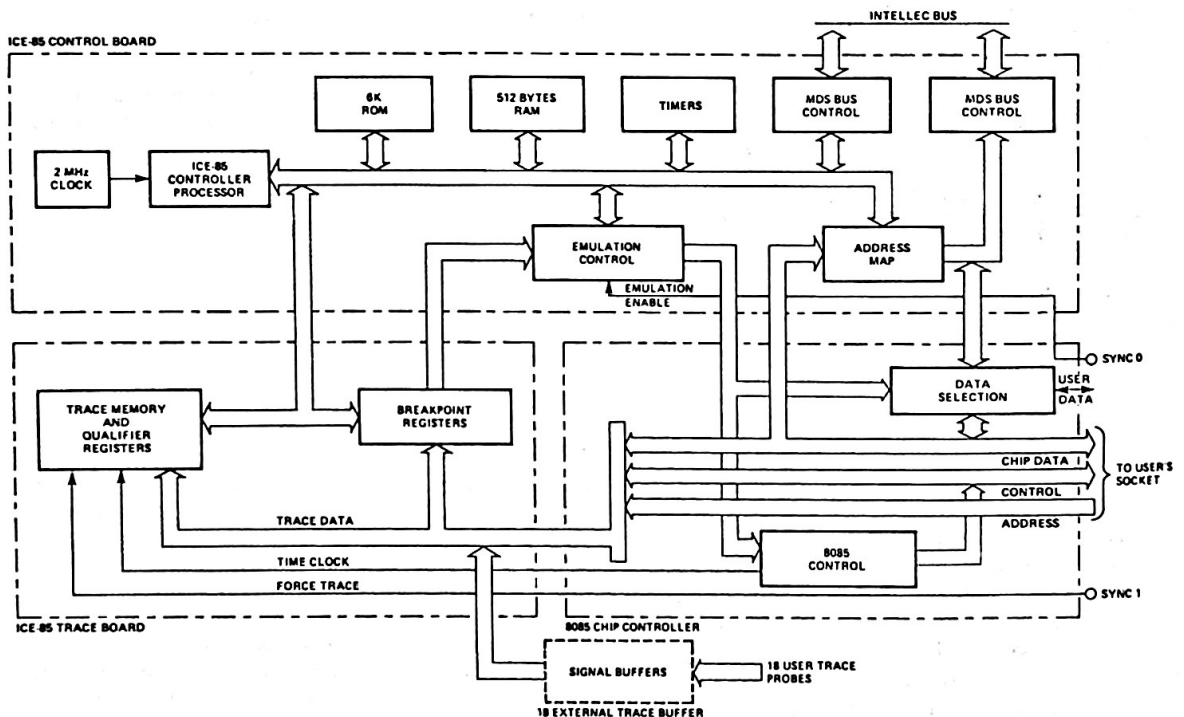 INTELLEC BUS
ICE-85 CONTROL BOARD
6K
ROM
512 BYTES
RAM
TIMERS
MDS BUS
CONTROL
MDS BUS
CONTROL
2 MHz
CLOCK
ICE-85
CONTROLLER
PROCESSOR
EMULATION
CONTROL
ADDRESS
MAP
EMULATION
ENABLE
SYNC 0
TRACE MEMORY
AND
QUALIFIER
REGISTERS
BREAKPOINT
REGISTERS
DATA
SELECTION
USER
DATA
CHIP DATA
CONTROL
ADDRESS
TO USER'S
SOCKET
TRACE DATA
TIME CLOCK
FORCE TRACE
8085
CONTROL
SYNC 1
ICE-85 TRACE BOARD
8085 CHIP CONTROLLER
SIGNAL BUFFERS
18 USER TRACE
PROBES
18 EXTERNAL TRACE BUFFER